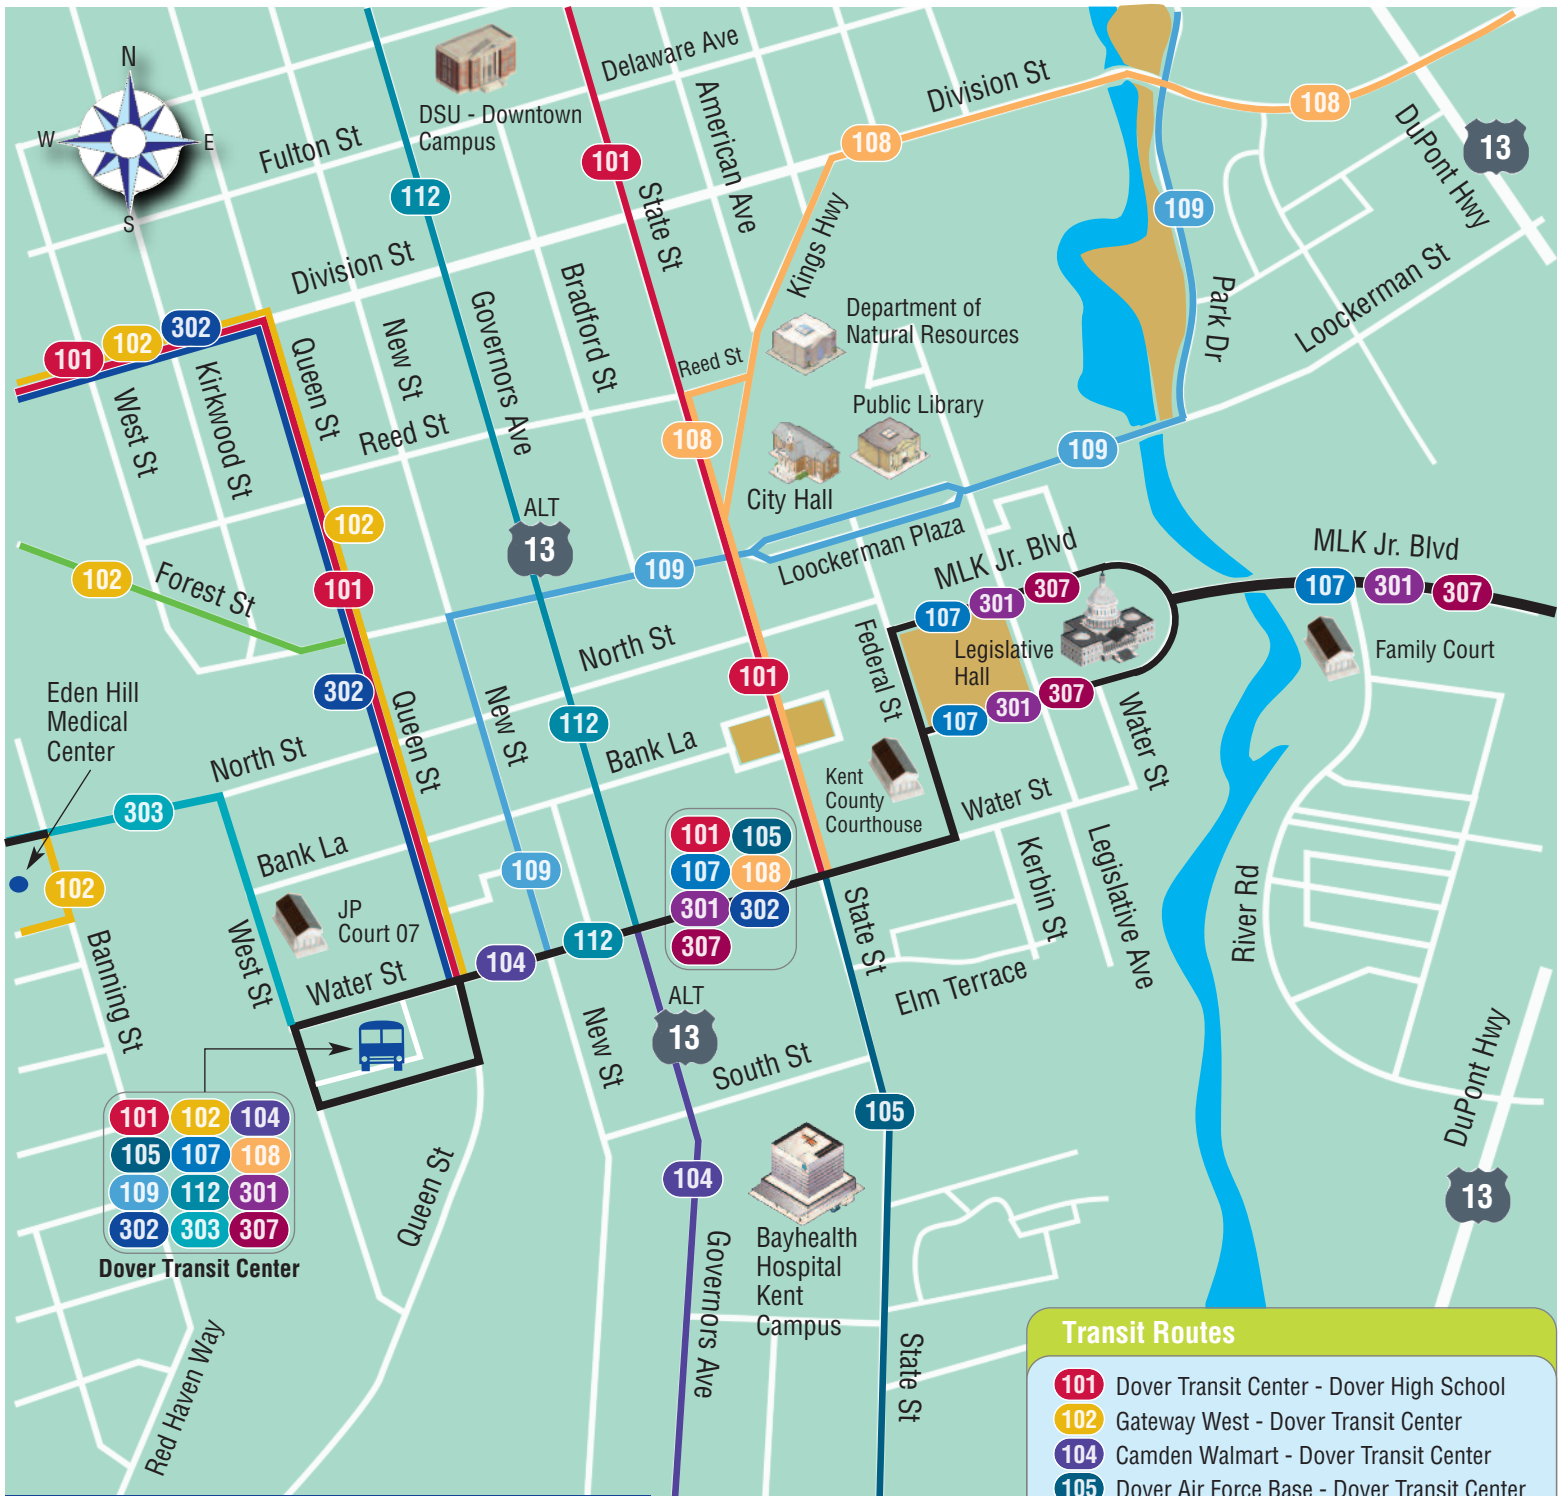 N
W
E
S
DSU - Downtown
Campus
Delaware Ave
American Ave
Division St
108
108
DuPont Hwy
13
Fulton St
112
101
State St
109
Kings Hwy
Division St
Park Dr
Loockerman St
101
102
302
Queen St
New St
Governors Ave
Bradford St
Reed St
Department of
Natural Resources
West St
Kirkwood St
Reed St
108
Public Library
109
City Hall
ALT
13
102
102
Forest St
101
109
Loockerman Plaza
MLK Jr. Blvd
MLK Jr. Blvd
107
301
307
107
301
307
Federal St
Legislative
Hall
Family Court
North St
101
302
Queen St
New St
112
Bank La
107
301
307
Water St
Eden Hill
Medical
Center
North St
303
Kent
County
Courthouse
Water St
Bank La
101
105
107
108
301
302
307
Kerbin St
Legislative Ave
River Rd
102
109
JP
Court 07
West St
Water St
104
112
State St
Banning St
Elm Terrace
ALT
13
New St
South St
DuPont Hwy
105
101
102
104
105
107
108
109
112
301
302
303
307
Dover Transit Center
Queen St
104
13
Bayhealth
Hospital
Kent
Campus
Governors Ave
State St
Red Haven Way
Transit Routes
101 Dover Transit Center - Dover High School
102 Gateway West - Dover Transit Center
104 Camden Walmart - Dover Transit Center
105 Dover Air Force Base - Dover Transit Center